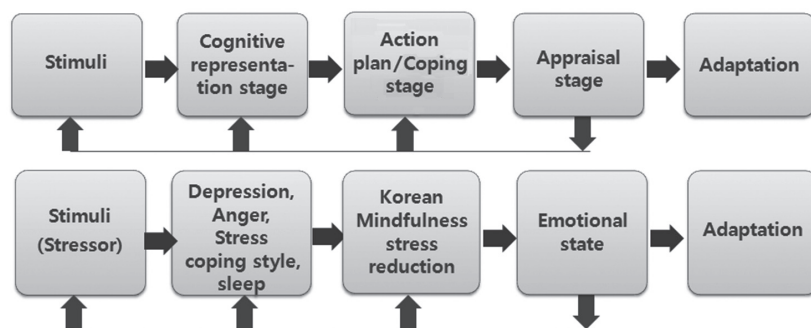 Stimuli
Cognitive
representa-
tion stage
Action
plan/Coping
stage
Appraisal
stage
Adaptation
Stimuli
(Stressor)
Depression,
Anger,
Stress
coping style,
sleep
Korean
Mindfulness
stress
reduction
Emotional
state
Adaptation